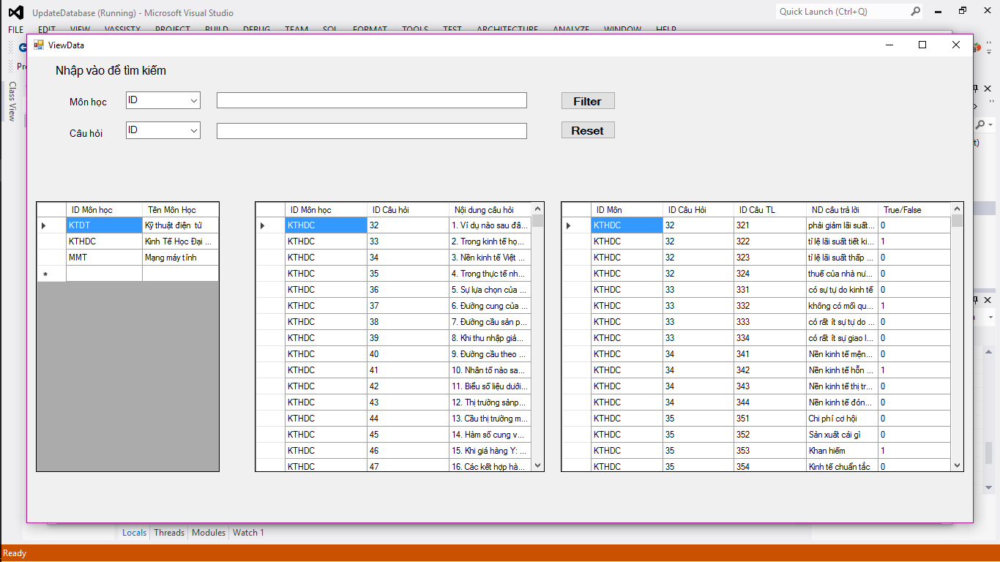 UpdateDatabase (Running) - Microsoft Visual Studio
Quick Launch (Ctrl+Q)
FILE EDIT VIEW VASSISTX PROJECT BUILD DEBUG TEAM SQL FORMAT TOOLS TEST ARCHITECTURE ANALYZE WINDOW HELP
ViewData
Class View
Nhập vào để tìm kiếm
Môn học ID Filter
Câu hỏi ID Reset
ID Môn học Tên Môn Học
KTDT Kỹ thuật điện tử
KTHDC Kinh Tế Học Đại ...
MMT Mạng máy tính
*
ID Môn học ID Câu hỏi Nội dung câu hỏi
KTHDC 32 1. Ví dụ nào sau đâ...
KTHDC 33 2. Trong kinh tế họ...
KTHDC 34 3. Nền kinh tế Việt ...
KTHDC 35 4. Trong thực tế nh...
KTHDC 36 5. Sự lựa chọn của ...
KTHDC 37 6. Đường cung của ...
KTHDC 38 7. Đường cầu sản p...
KTHDC 39 8. Khi thu nhập giả...
KTHDC 40 9. Đường cầu theo ...
KTHDC 41 10. Nhân tố nào sa...
KTHDC 42 11. Biểu số liệu dưới...
KTHDC 43 12. Thị trường sảnp...
KTHDC 44 13. Cầu thị trường m...
KTHDC 45 14. Hàm số cung v...
KTHDC 46 15. Khi giá hàng Y: ...
KTHDC 47 16. Các kết hợp hà...
ID Môn ID Câu Hỏi ID Câu TL ND câu trả lời True/False
KTHDC 32 321 phải giảm lãi suất... 0
KTHDC 32 322 tỉ lệ lãi suất tiết ki... 1
KTHDC 32 323 tỉ lệ lãi suất thấp ... 0
KTHDC 32 324 thuế của nhà nư... 0
KTHDC 33 331 có sự tự do kinh tế 0
KTHDC 33 332 không có mối qu... 1
KTHDC 33 333 có rất ít sự tự do ... 0
KTHDC 33 334 có rất ít sự giao l... 0
KTHDC 34 341 Nền kinh tế mện... 0
KTHDC 34 342 Nền kinh tế hỗn ... 1
KTHDC 34 343 Nền kinh tế thị tr... 0
KTHDC 34 344 Nền kinh tế đón... 0
KTHDC 35 351 Chi phí cơ hội 0
KTHDC 35 352 Sản xuất cái gì 0
KTHDC 35 353 Khan hiếm 1
KTHDC 35 354 Kinh tế chuẩn tắc 0
Locals Threads Modules Watch 1
Ready